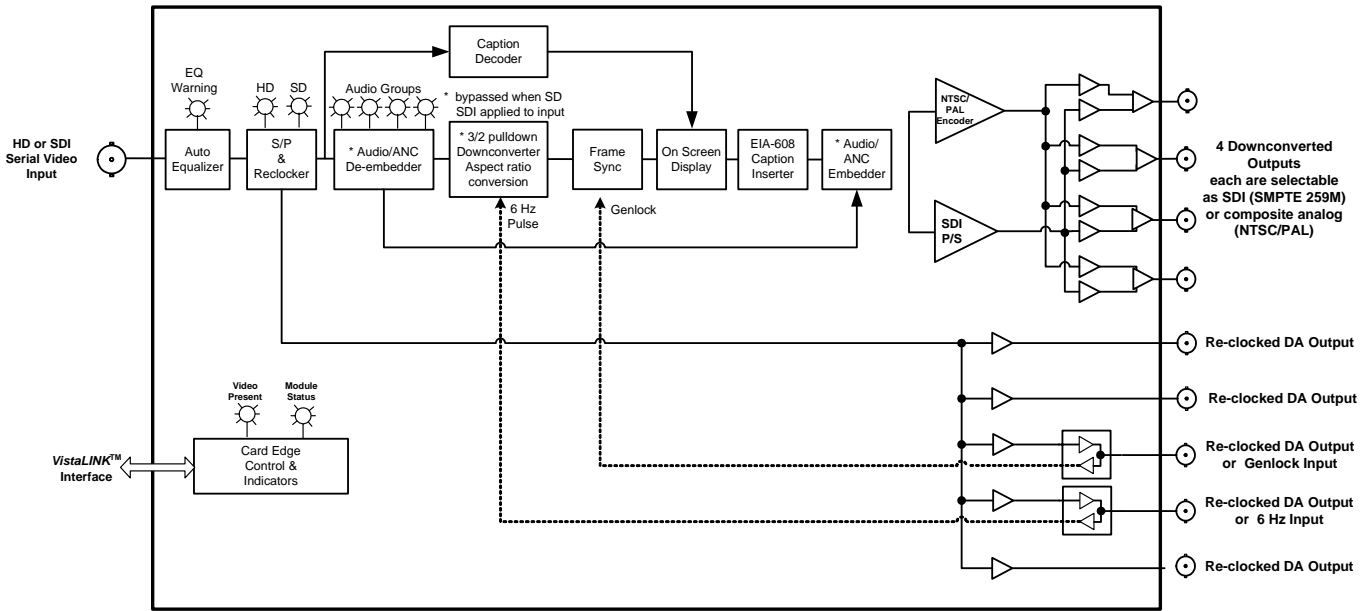 Caption
Decoder
EQ
Warning
HD
SD
Audio Groups
* bypassed when SD
SDI applied to input
HD or SDI
Serial Video
Input
Auto
Equalizer
S/P
&
Reclocker
* Audio/ANC
De-embedder
* 3/2 pulldown
Downconverter
Aspect ratio
conversion
Frame
Sync
On Screen
Display
EIA-608
Caption
Inserter
* Audio/
ANC
Embedder
NTSC/
PAL
Encoder
SDI
P/S
4 Downconverted
Outputs
each are selectable
as SDI (SMPTE 259M)
or composite analog
(NTSC/PAL)
6 Hz
Pulse
Genlock
Re-clocked DA Output
Re-clocked DA Output
Re-clocked DA Output
or Genlock Input
Re-clocked DA Output
or 6 Hz Input
Re-clocked DA Output
Video
Present
Module
Status
VistaLINK™
Interface
Card Edge
Control &
Indicators